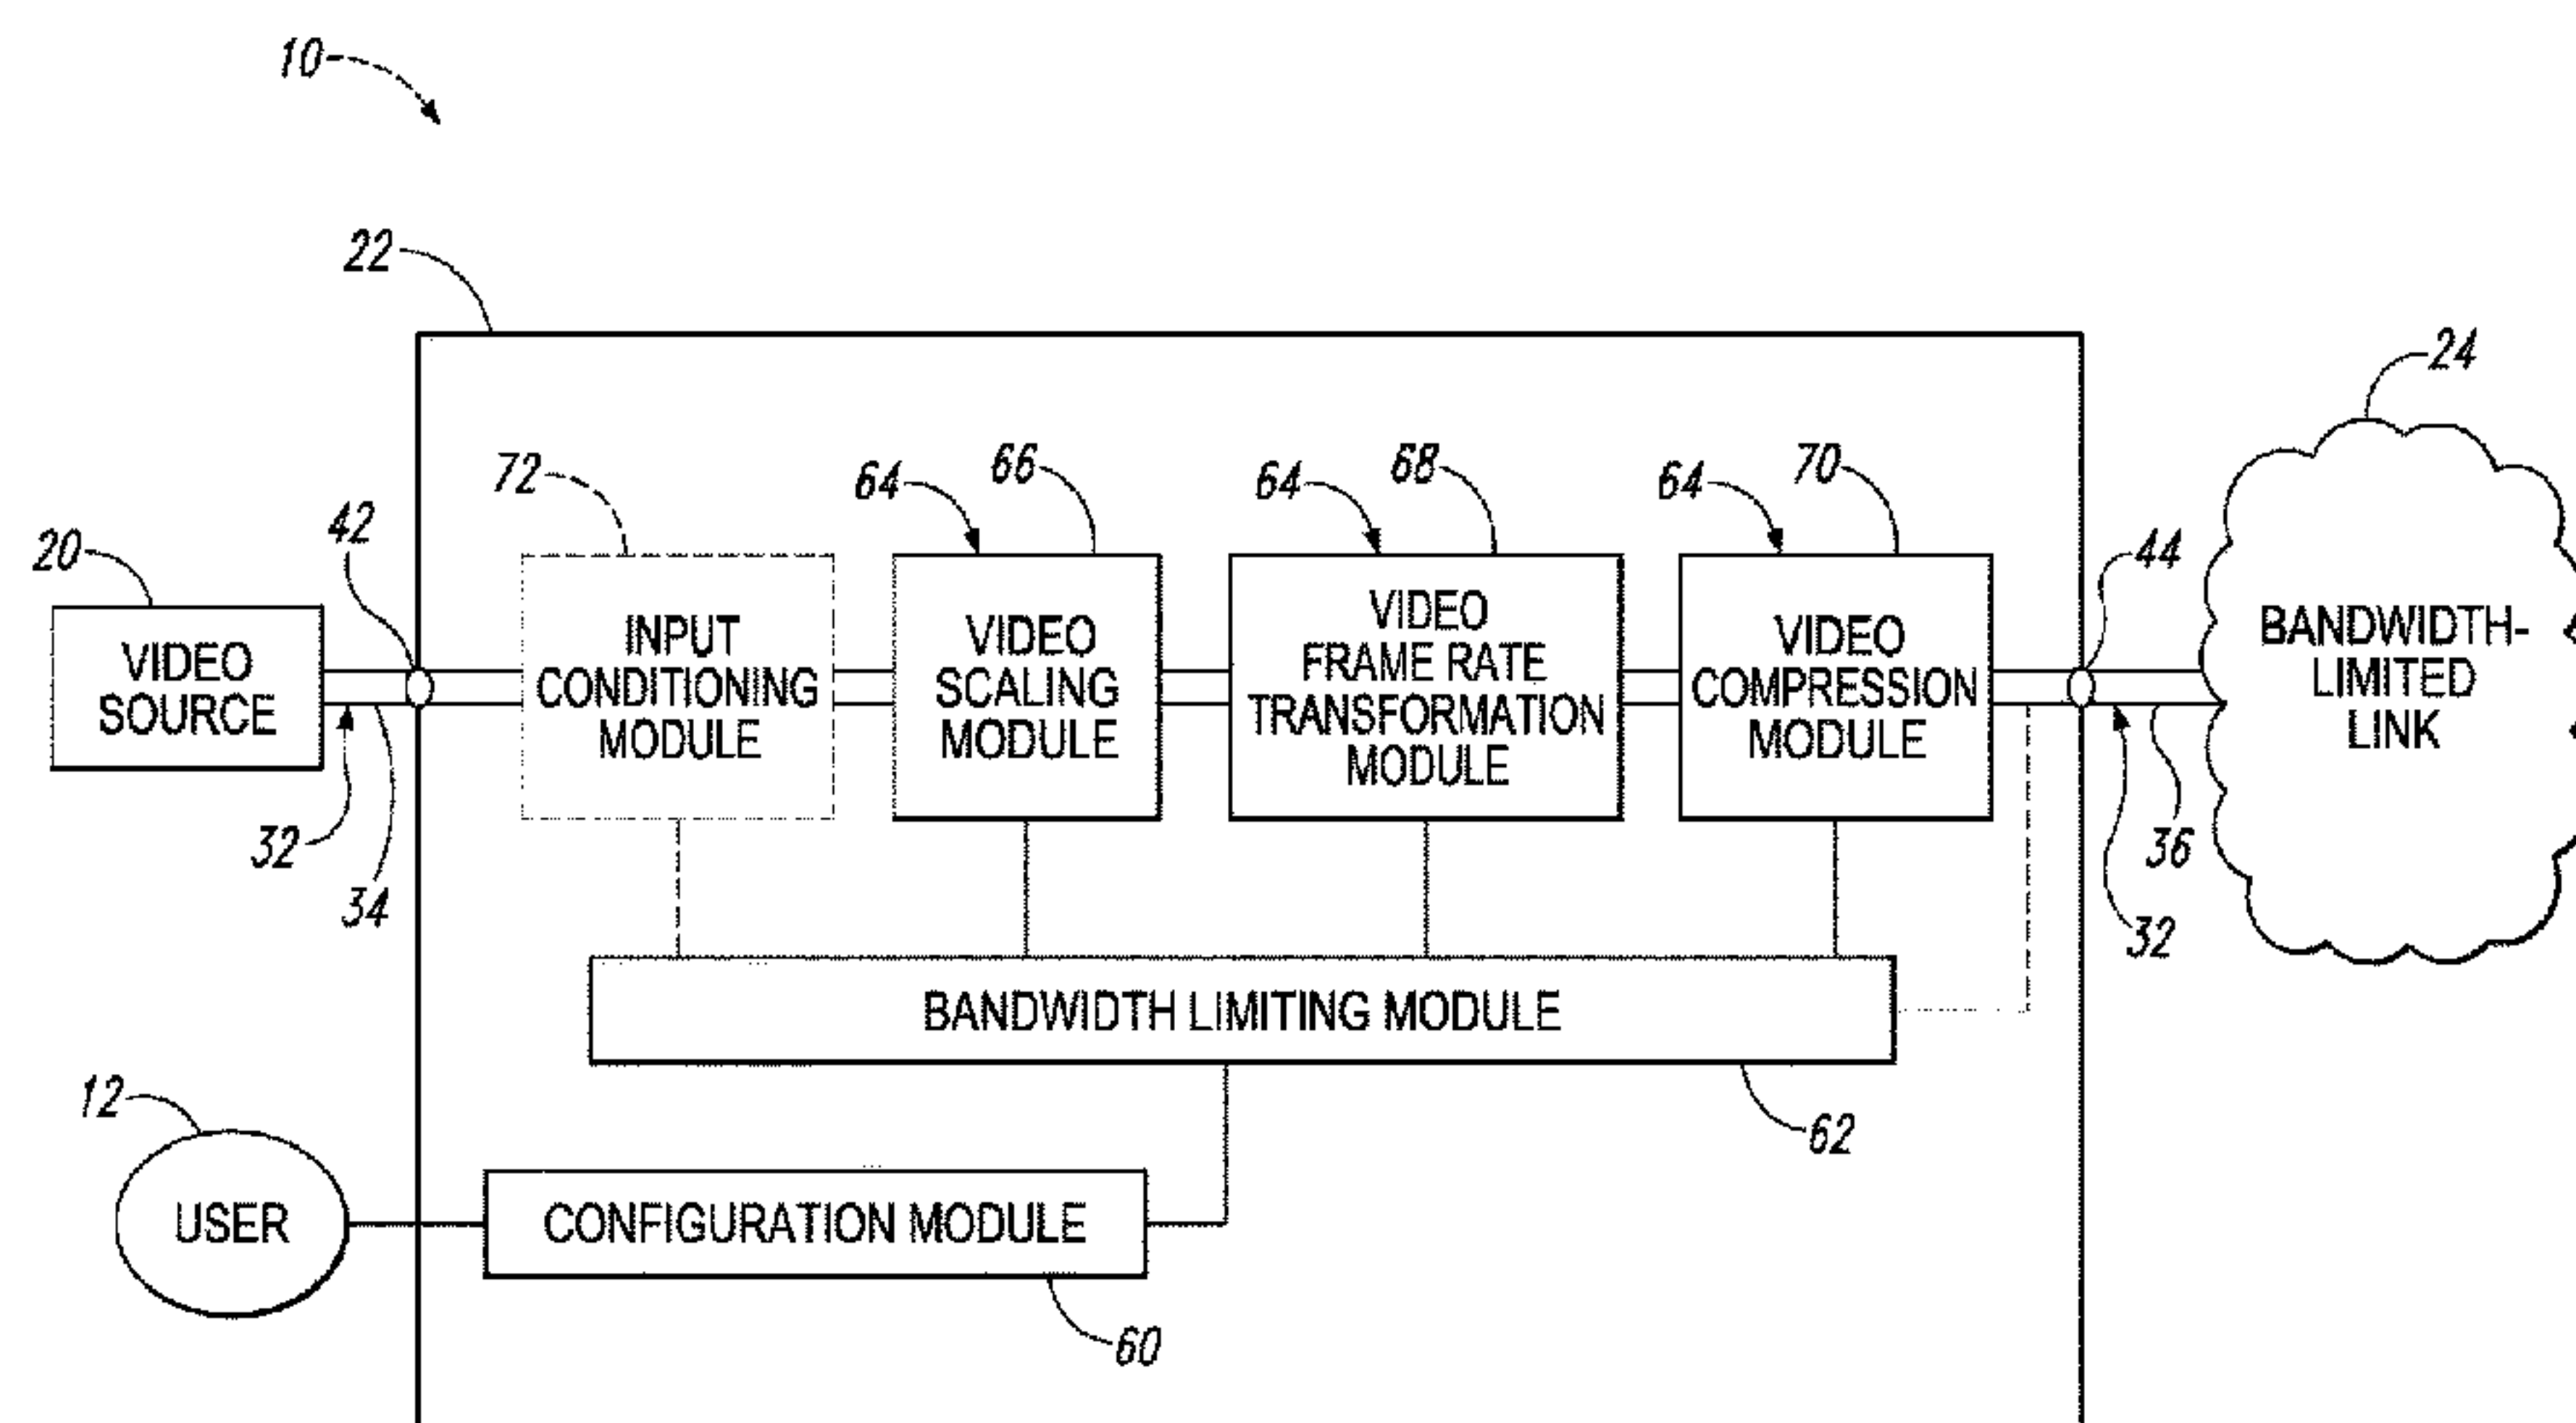 10
22
24
72
64
66
64
68
64
70
42
44
20
VIDEO
SOURCE
INPUT
CONDITIONING
MODULE
VIDEO
SCALING
MODULE
VIDEO
FRAME RATE
TRANSFORMATION
MODULE
VIDEO
COMPRESSION
MODULE
BANDWIDTH-
LIMITED
LINK
32
34
36
32
BANDWIDTH LIMITING MODULE
12
62
USER
CONFIGURATION MODULE
60